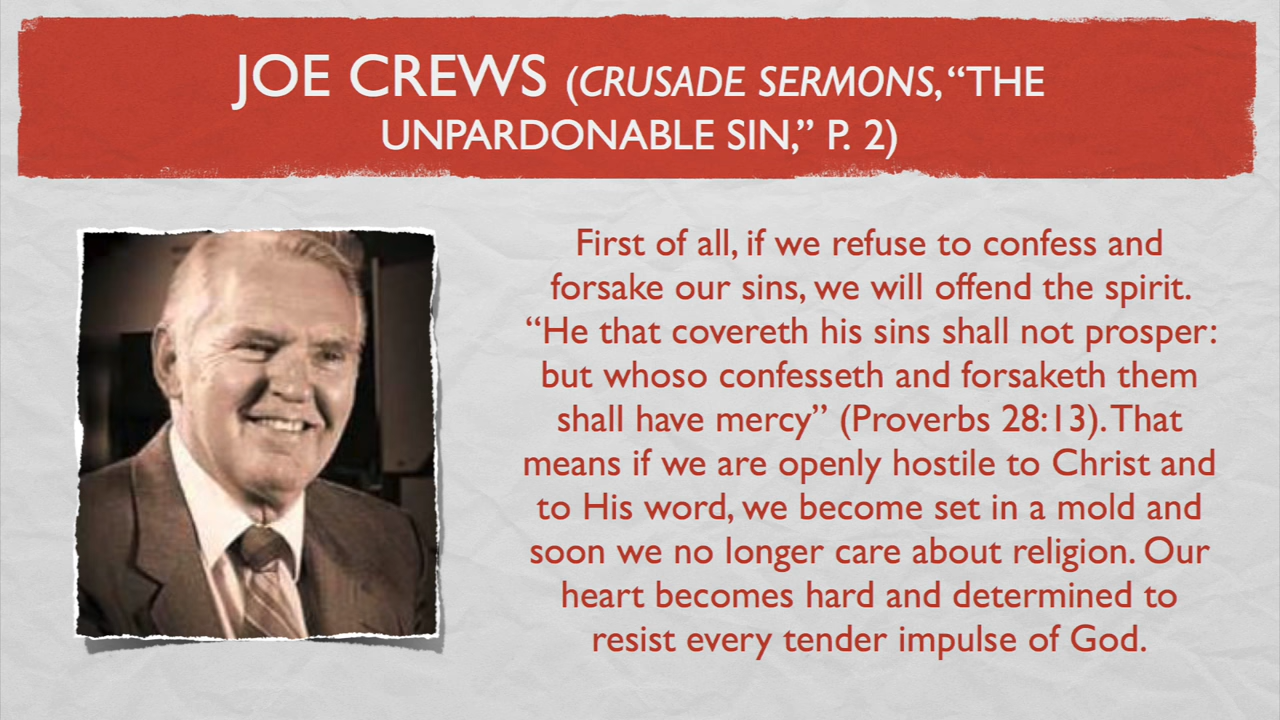 JOE CREWS (CRUSADE SERMONS, “THE
UNPARDONABLE SIN,” P. 2)
First of all, if we refuse to confess and
forsake our sins, we will offend the spirit.
“He that covereth his sins shall not prosper:
but whoso confesseth and forsaketh them
shall have mercy” (Proverbs 28:13). That
means if we are openly hostile to Christ and
to His word, we become set in a mold and
soon we no longer care about religion. Our
heart becomes hard and determined to
resist every tender impulse of God.